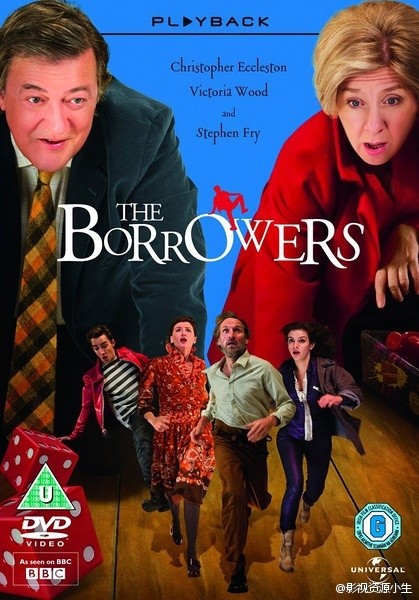 PLAYBACK
Christopher Eccleston
Victoria Wood
and
Stephen Fry
THE
BORROWERS
U
DVD
VIDEO
As seen on BBC
BBC
G
UNIVERSAL
@影视资源小生